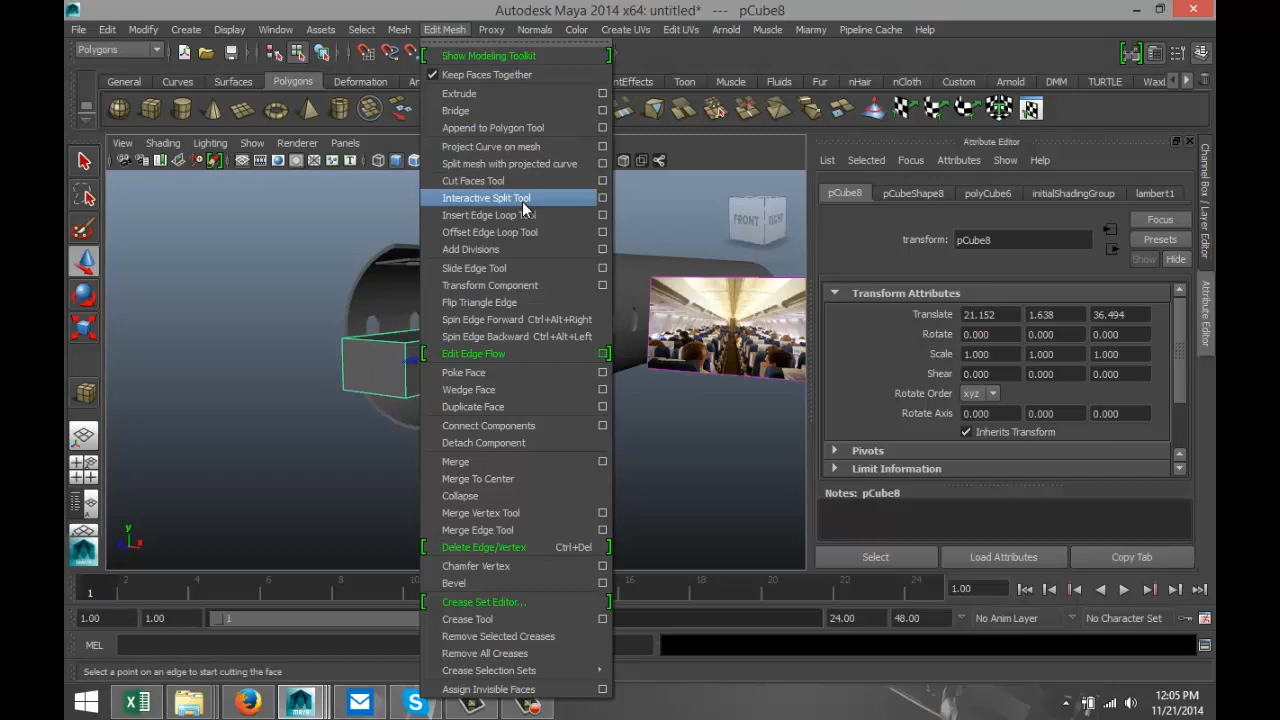 Autodesk Maya 2014 x64: untitled* --- pCube8
File Edit Modify Create Display Window Assets Select Mesh Edit Mesh Proxy Normals Color Create UVs Edit UVs Arnold Muscle Miarmy Pipeline Cache Help
Polygons
General Curves Surfaces Polygons Deformation
Effects Toon Muscle Fluids Fur nHair nCloth Custom Arnold DMM TURTLE
View Shading Lighting Show Renderer Panels
Show Modeling Toolkit
Keep Faces Together
Extrude
Bridge
Append to Polygon Tool
Project Curve on mesh
Split mesh with projected curve
Cut Faces Tool
Interactive Split Tool
Insert Edge Loop Tool
Offset Edge Loop Tool
Add Divisions
Slide Edge Tool
Transform Component
Flip Triangle Edge
Spin Edge Forward Ctrl+Alt+Right
Spin Edge Backward Ctrl+Alt+Left
Edit Edge Flow
Poke Face
Wedge Face
Duplicate Face
Connect Components
Detach Component
Merge
Merge To Center
Collapse
Merge Vertex Tool
Merge Edge Tool
Delete Edge/Vertex Ctrl+Del
Chamfer Vertex
Bevel
Crease Set Editor...
Crease Tool
Remove Selected Creases
Remove All Creases
Crease Selection Sets
Assign Invisible Faces
FRONT RIGHT
y
x
Attribute Editor
List Selected Focus Attributes Show Help
pCube8 pCubeShape8 polyCube6 initialShadingGroup lambert1
Focus
transform: pCube8
Presets
Show Hide
Transform Attributes
Translate 21.152 1.638 36.494
Rotate 0.000 0.000 0.000
Scale 1.000 1.000 1.000
Shear 0.000 0.000 0.000
Rotate Order xyz
Rotate Axis 0.000 0.000 0.000
Inherits Transform
Pivots
Limit Information
Notes: pCube8
Select Load Attributes Copy Tab
Channel Box / Layer Editor
Attribute Editor
2 4 6 8 10 16 18 20 22 24
1
1.00
1.00 1.00 1 24.00 48.00 No Anim Layer No Character Set
MEL
Select a point on an edge to start cutting the face
12:05 PM
11/21/2014